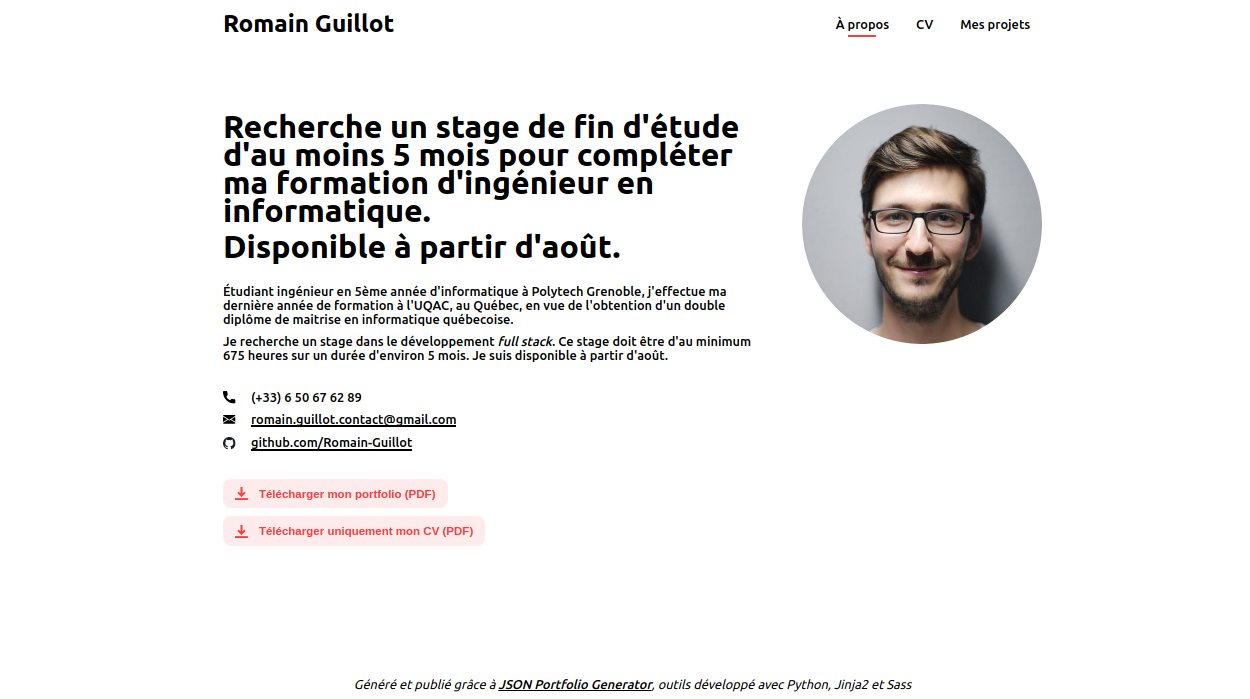 Romain Guillot
À propos CV Mes projets
Recherche un stage de fin d'étude
d'au moins 5 mois pour compléter
ma formation d'ingénieur en
informatique.
Disponible à partir d'août.
Étudiant ingénieur en 5ème année d'informatique à Polytech Grenoble, j'effectue ma
dernière année de formation à l'UQAC, au Québec, en vue de l'obtention d'un double
diplôme de maitrise en informatique québecoise.
Je recherche un stage dans le développement full stack. Ce stage doit être d'au minimum
675 heures sur un durée d'environ 5 mois. Je suis disponible à partir d'août.
(+33) 6 50 67 62 89
romain.guillot.contact@gmail.com
github.com/Romain-Guillot
Télécharger mon portfolio (PDF)
Télécharger uniquement mon CV (PDF)
Généré et publié grâce à JSON Portfolio Generator, outils développé avec Python, Jinja2 et Sass